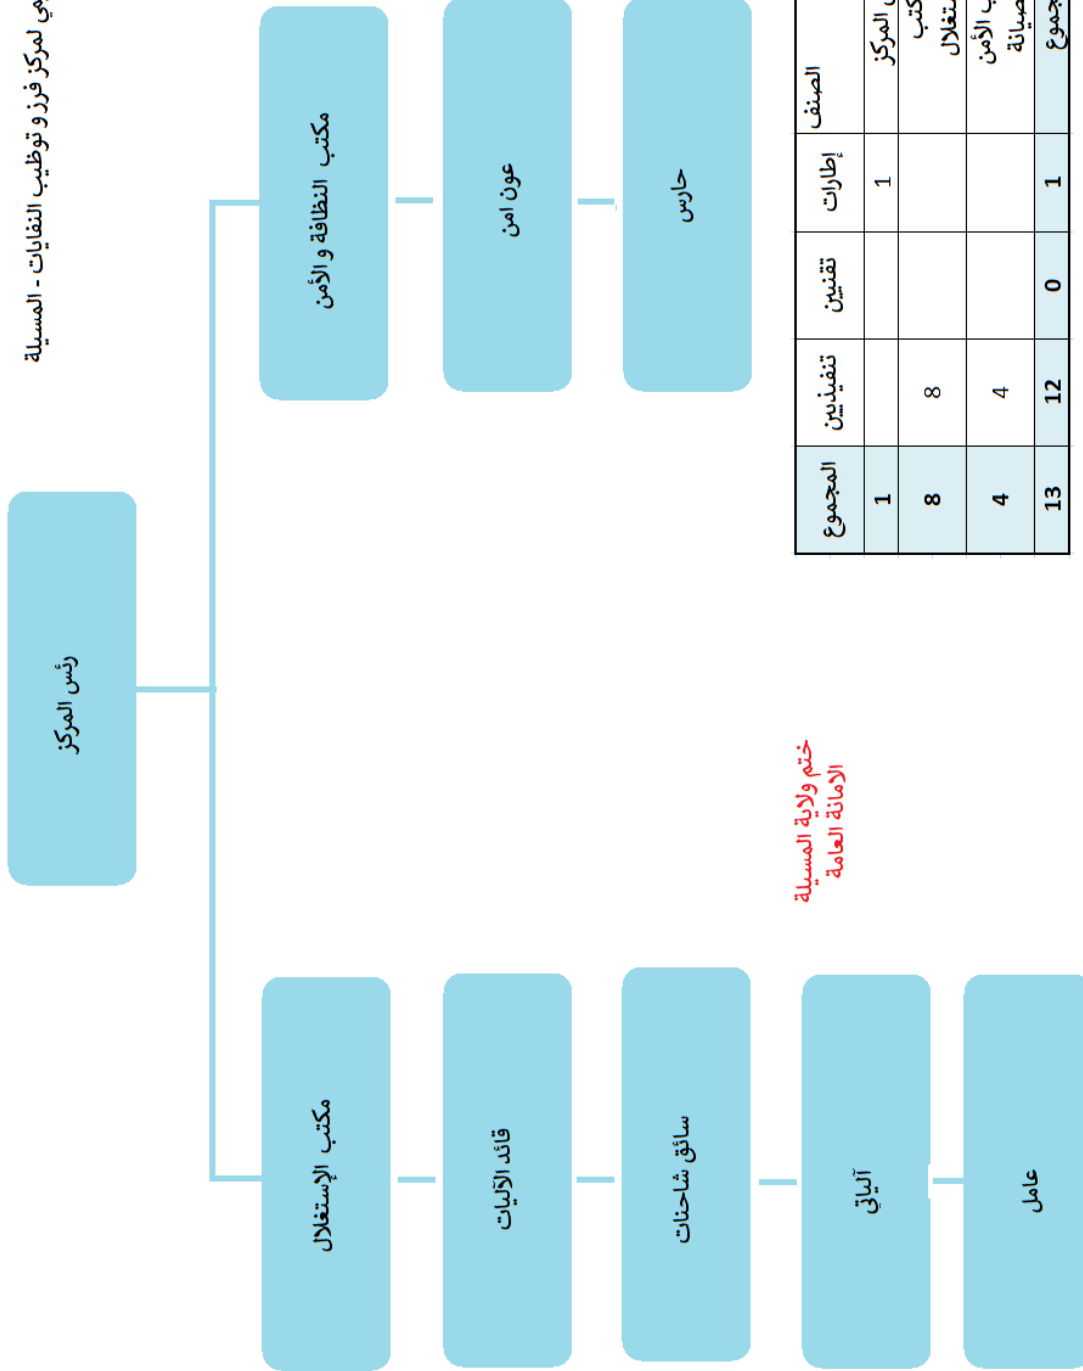 لمركز فرز و توظيب النفايات - المسيلة
رئس المركز
مكتب النظافة و الأمن
مكتب الإستغلال
عون امن
قائد الآليات
حارس
سائق شاحنات
آلياتي
عامل
ختم ولاية المسيلة
الامانة العامة
الصنف إطارات تقنيين تنفيذيين المجموع
المركز 1 1
8 8
الأمن 4 4
1 0 12 13